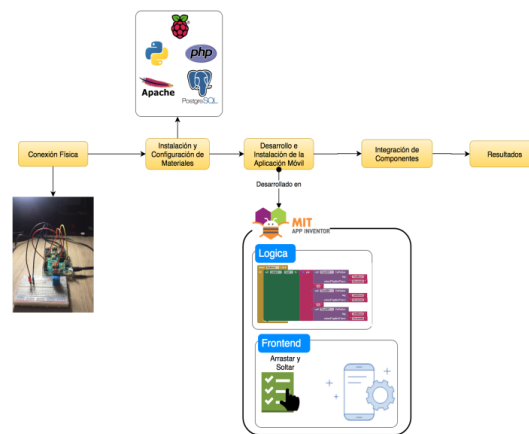 php
Apache
PostgreSQL
Conexión Física
Instalación y
Configuración de
Materiales
Desarrollo e
Instalación de la
Aplicación Móvil
Integración de
Componentes
Resultados
Desarrollado en
MIT
APP INVENTOR
Logica
Frontend
Arrastar y
Soltar